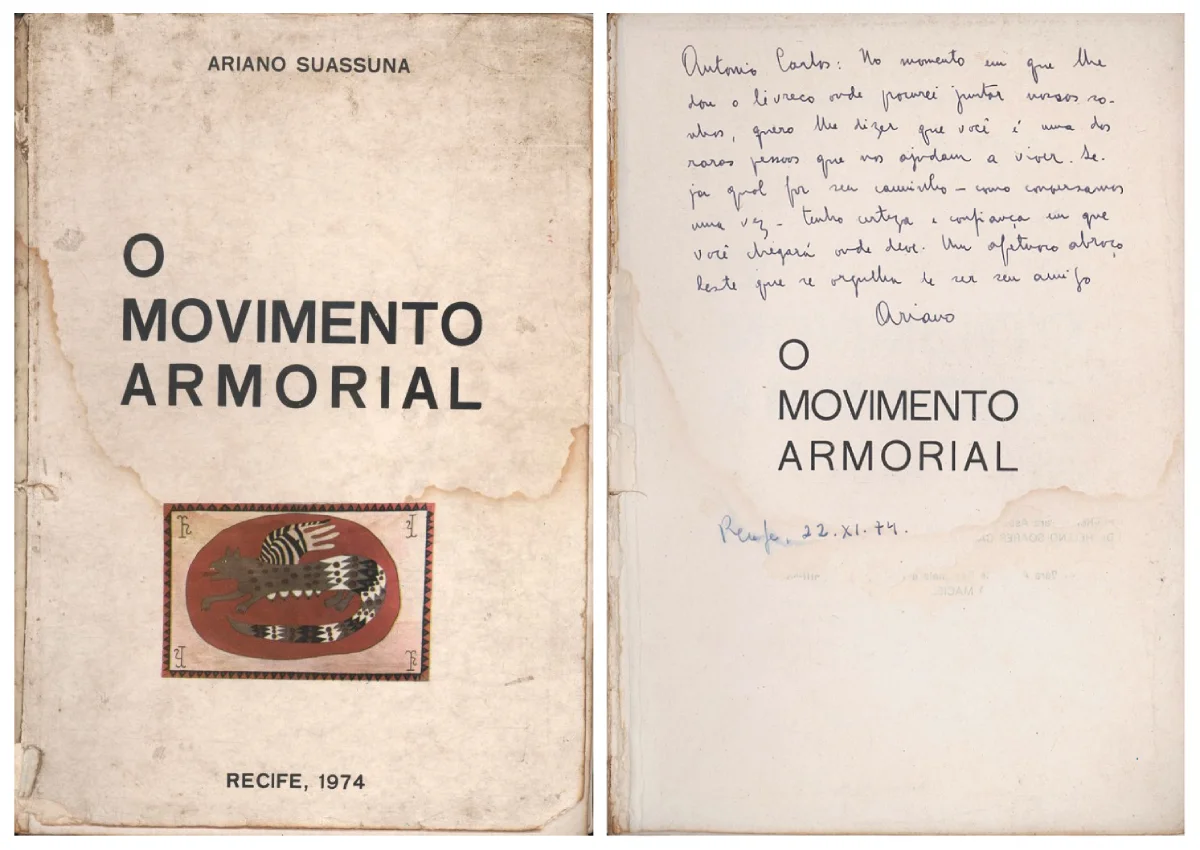 ARIANO SUASSUNA
O
MOVIMENTO
ARMORIAL
RECIFE, 1974
Antonio Carlos: No momento em que lhe
dou o livreco onde procurei juntar nossos so-
nhos, quero lhe dizer que você é uma das
raras pessoas que nos ajudam a viver. Se-
ja qual for seu caminho – como conversamos
uma vez – tenho certeza e confiança em que
você chegará onde deve. Um afetuoso abraço
deste que se orgulha de ser seu amigo
Ariano
O
MOVIMENTO
ARMORIAL
Recife, 22.XI.74.